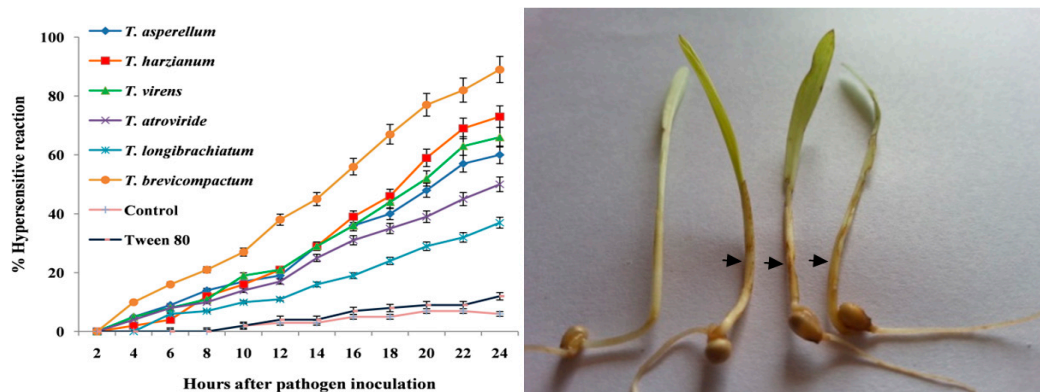 % Hypersensitive reaction
100
80
60
40
20
0
T. asperellum
T. harzianum
T. virens
T. atroviride
T. longibrachiatum
T. brevicompactum
Control
Tween 80
2 4 6 8 10 12 14 16 18 20 22 24
Hours after pathogen inoculation